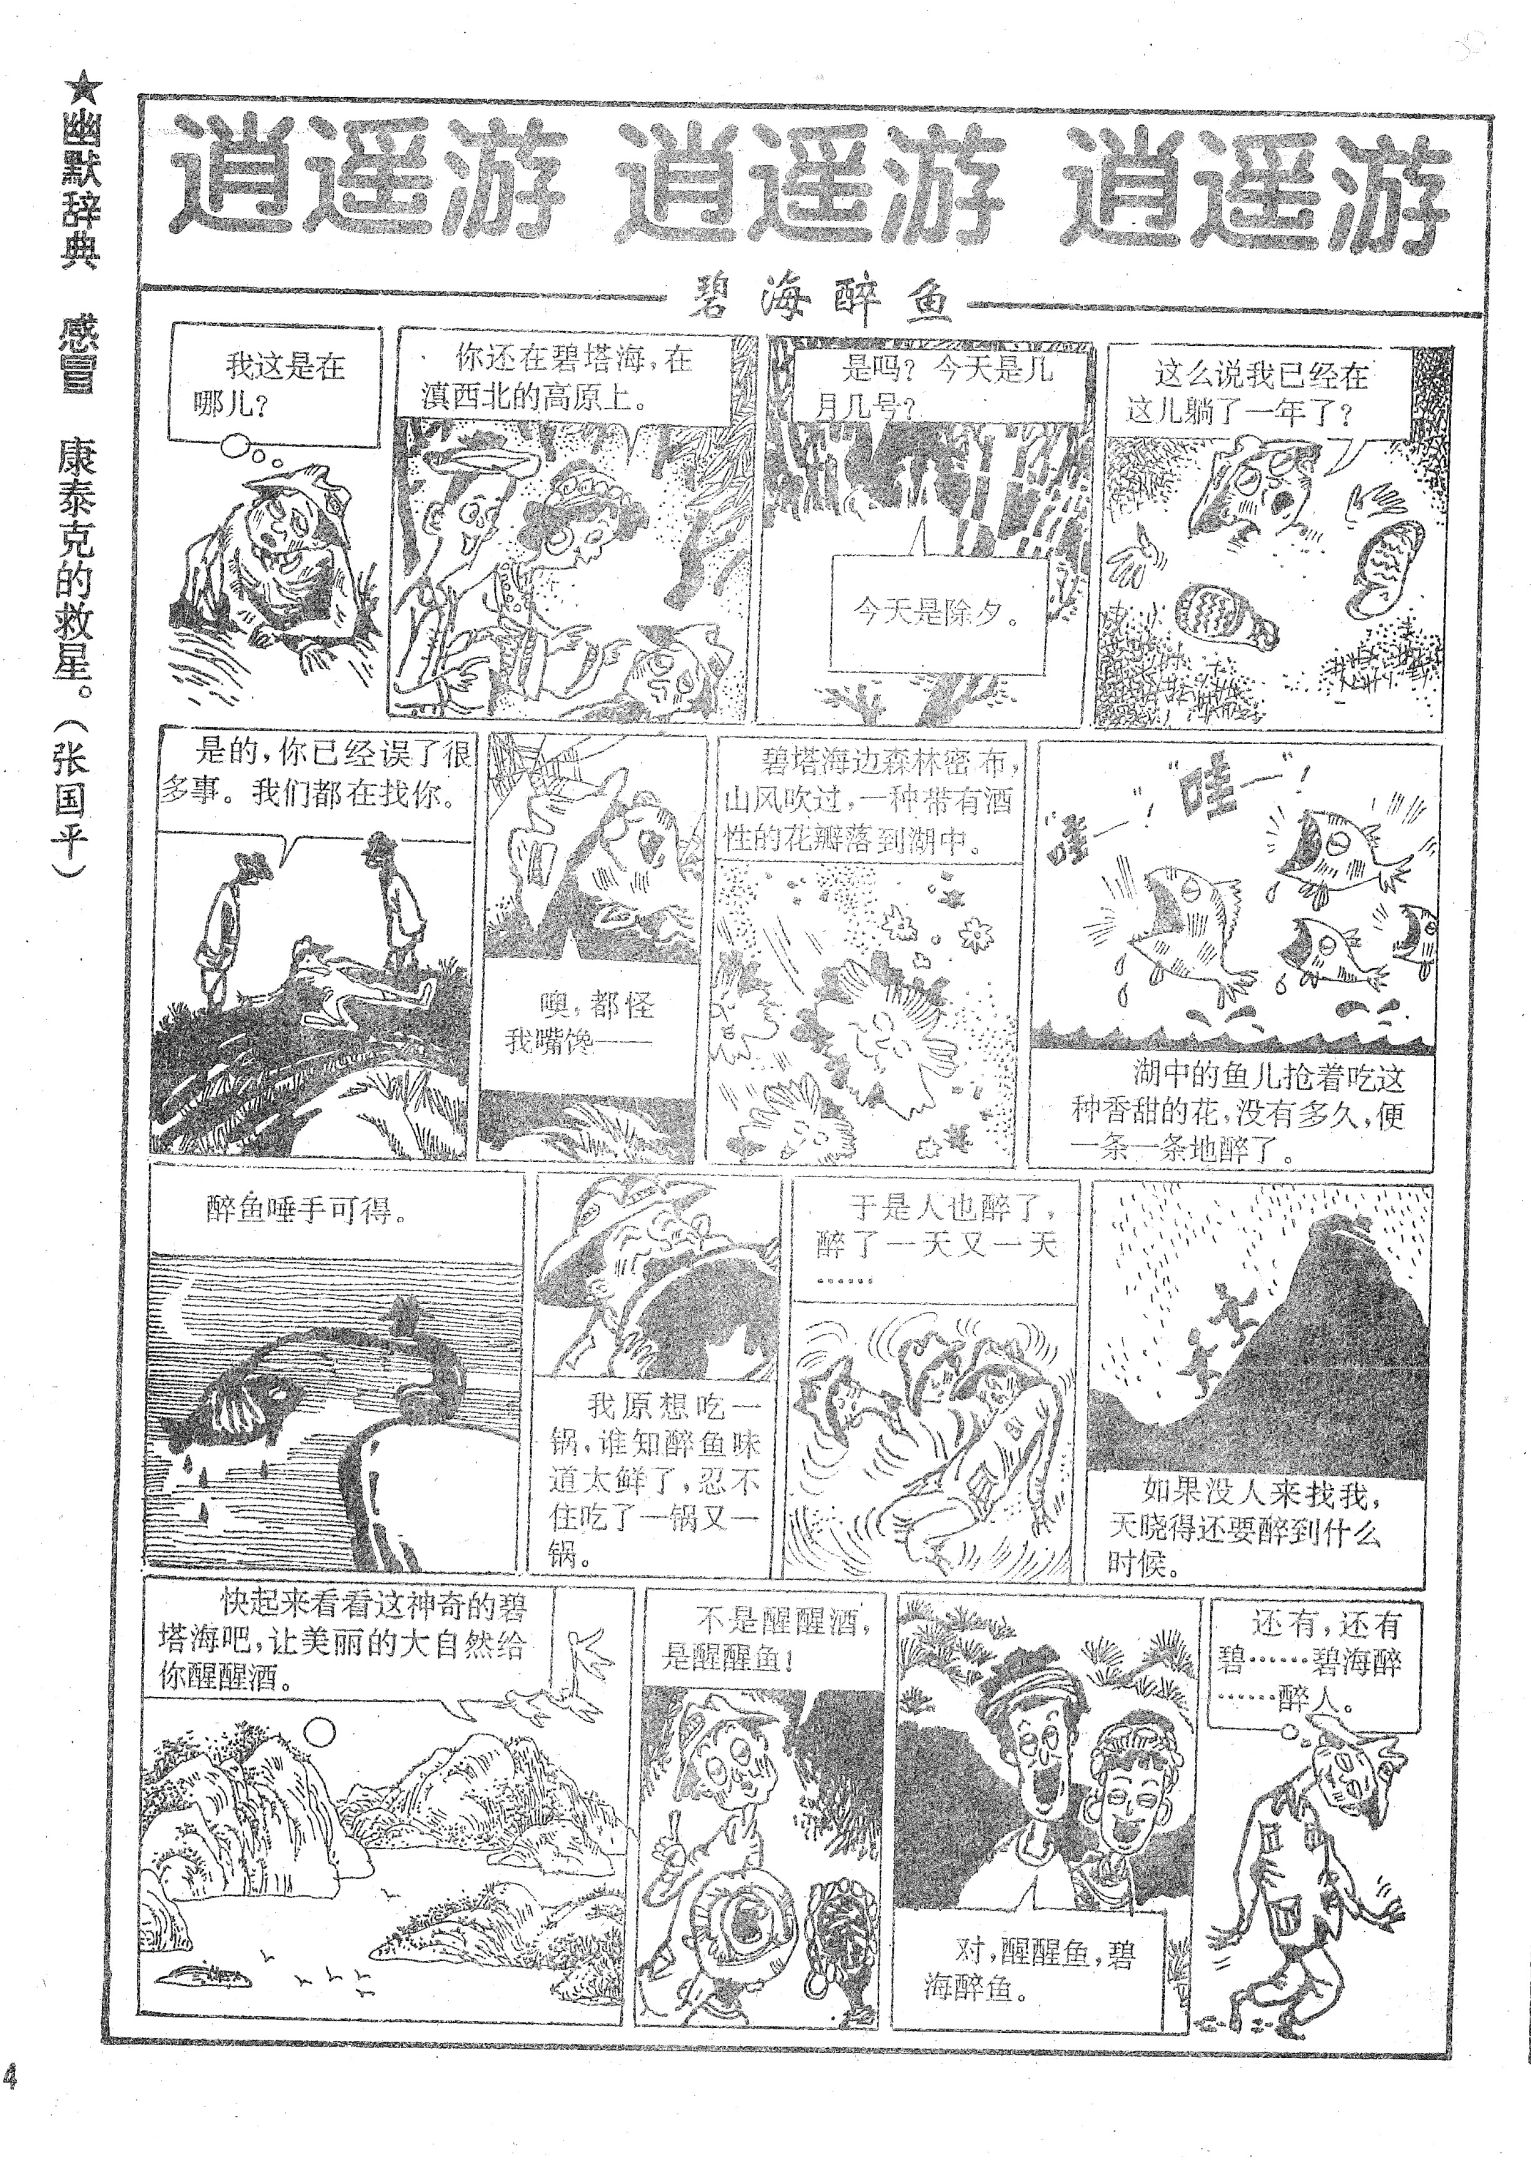 ★幽默辞典 感冒 康泰克的救星。（张国平）
逍遥游 逍遥游 逍遥游
碧海醉鱼
我这是在
哪儿？
你还在碧塔海，在
滇西北的高原上。
是吗？今天是几
月几号？
今天是除夕。
这么说我已经在
这儿躺了一年了？
是的，你已经误了很
多事。我们都在找你。
噢，都怪
我嘴馋——
碧塔海边森林密布，
山风吹过，一种带有酒
性的花瓣落到湖中。
“哇—”！
“哇—”！
湖中的鱼儿抢着吃这
种香甜的花，没有多久，便
一条一条地醉了。
醉鱼唾手可得。
我原想吃一
锅，谁知醉鱼味
道太鲜了，忍不
住吃了一锅又一
锅。
于是人也醉了，
醉了一天又一天
……
如果没人来找我，
天晓得还要醉到什么
时候。
快起来看看这神奇的碧
塔海吧，让美丽的大自然给
你醒醒酒。
不是醒醒酒，
是醒醒鱼！
对，醒醒鱼，碧
海醉鱼。
还有，还有
碧……碧海醉
……醉人。
4